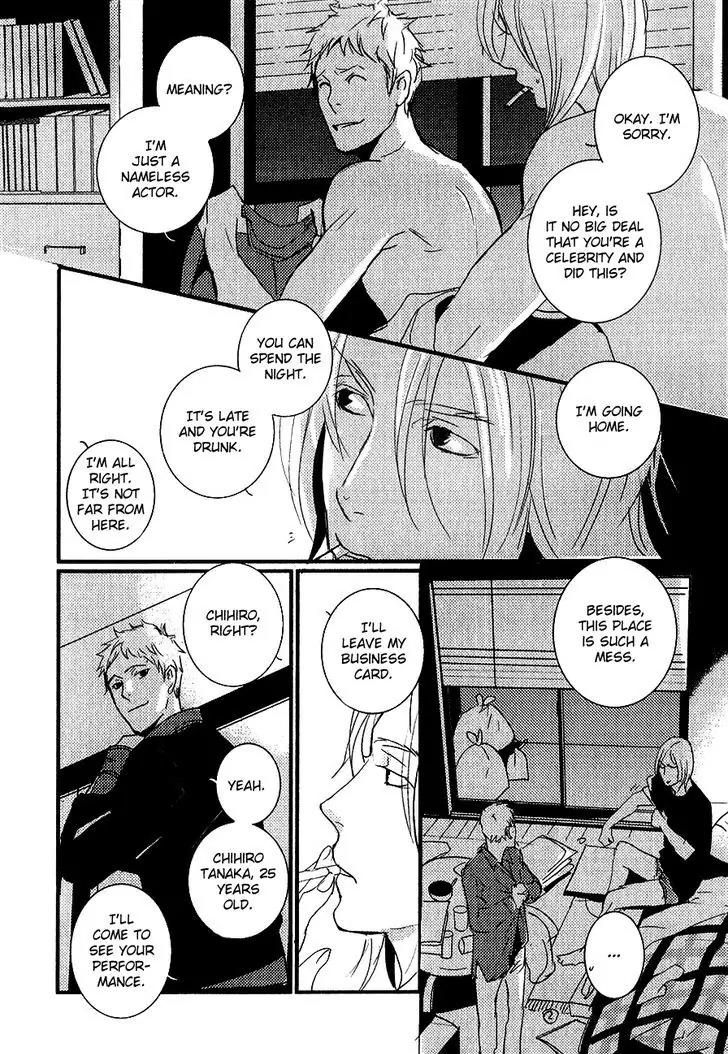 OKAY. I'M
SORRY.
HEY, IS
IT NO BIG DEAL
THAT YOU'RE A
CELEBRITY AND
DID THIS?
MEANING?
I'M
JUST A
NAMELESS
ACTOR.
I'M GOING
HOME.
YOU CAN
SPEND THE
NIGHT.
IT'S LATE
AND YOU'RE
DRUNK.
I'M ALL
RIGHT.
IT'S NOT
FAR FROM
HERE.
BESIDES,
THIS PLACE
IS SUCH A
MESS.
...
I'LL
LEAVE MY
BUSINESS
CARD.
CHIHIRO,
RIGHT?
YEAH.
CHIHIRO
TANAKA, 25
YEARS
OLD.
I'LL
COME TO
SEE YOUR
PERFOR-
MANCE.